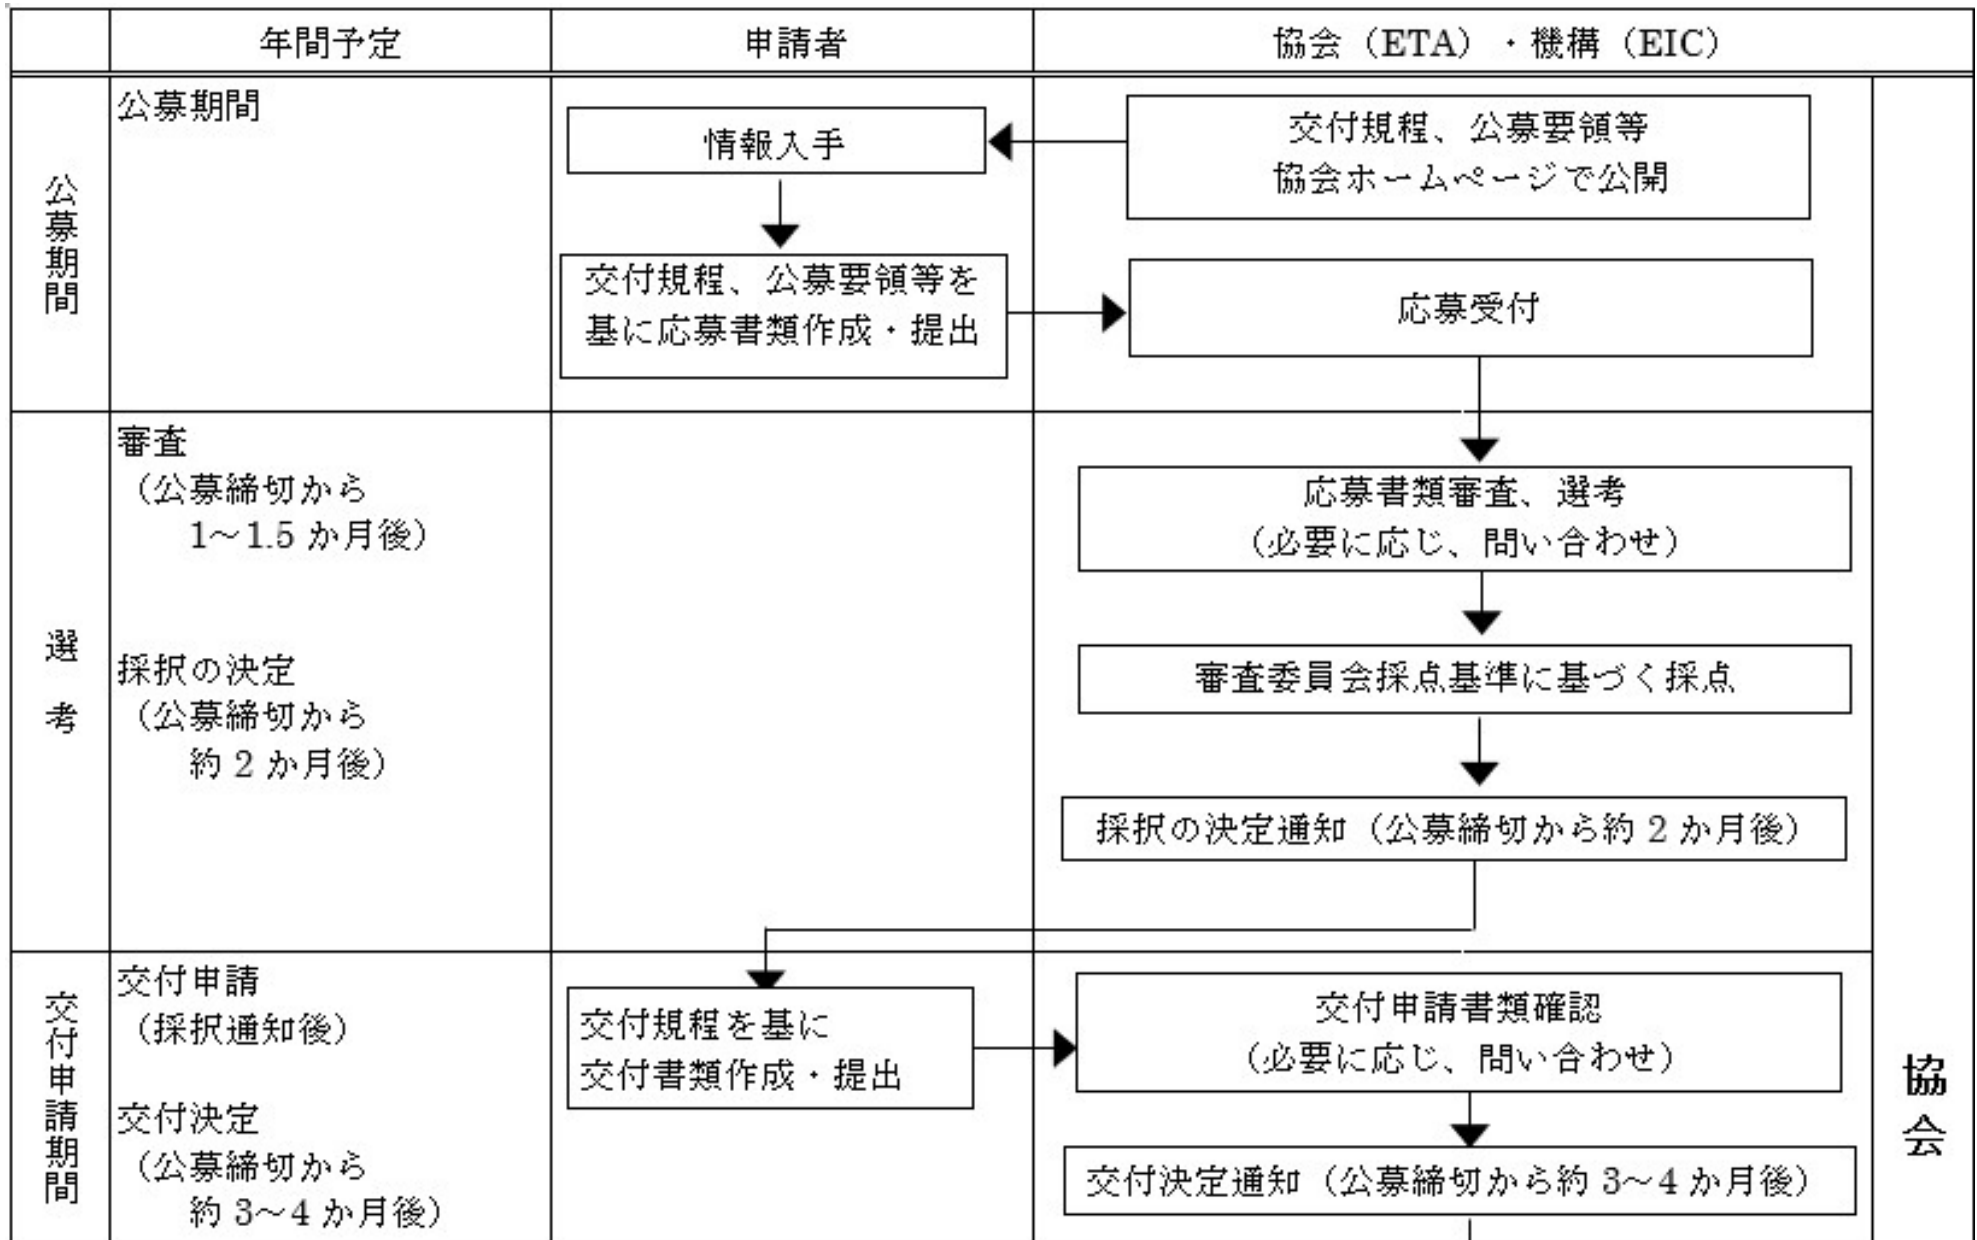 年間予定
申請者
協会（ETA）・機構（EIC）
公募期間
公募期間
情報入手
交付規程、公募要領等
協会ホームページで公開
交付規程、公募要領等を
基に応募書類作成・提出
応募受付
選考
審査
（公募締切から
1～1.5 か月後）
採択の決定
（公募締切から
約 2 か月後）
応募書類審査、選考
（必要に応じ、問い合わせ）
審査委員会採点基準に基づく採点
採択の決定通知（公募締切から約 2 か月後）
交付申請期間
交付申請
（採択通知後）
交付決定
（公募締切から
約 3～4 か月後）
交付規程を基に
交付書類作成・提出
交付申請書類確認
（必要に応じ、問い合わせ）
交付決定通知（公募締切から約 3～4 か月後）
協会